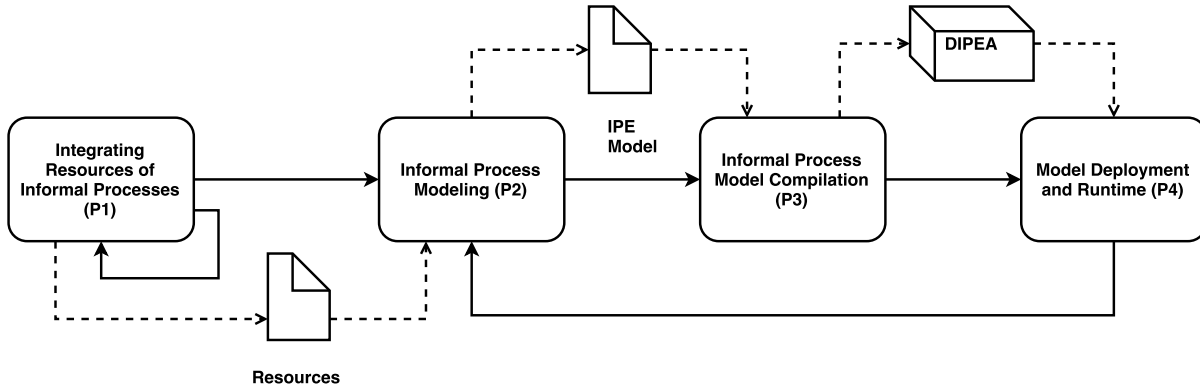 DIPEA
IPE
Model
Integrating
Resources of
Informal Processes
(P1)
Informal Process
Modeling (P2)
Informal Process
Model Compilation
(P3)
Model Deployment
and Runtime (P4)
Resources